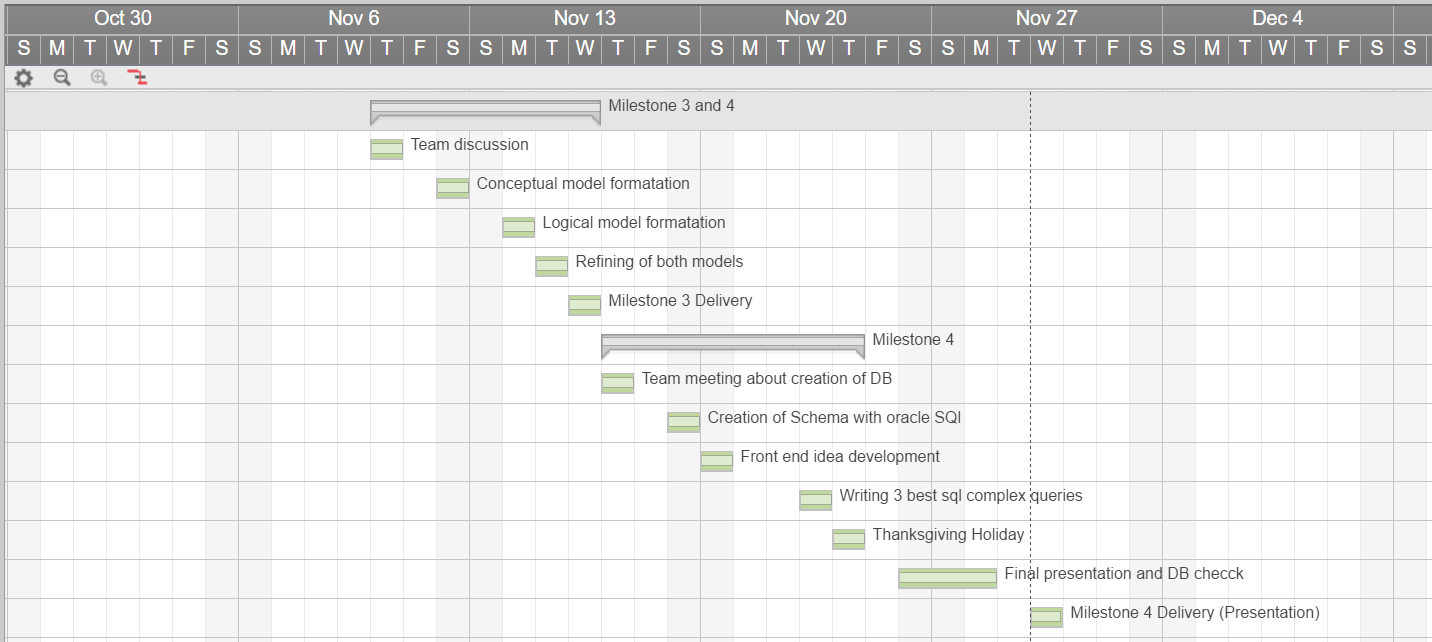 Oct 30 Nov 6 Nov 13 Nov 20 Nov 27 Dec 4
S M T W T F S S M T W T F S S M T W T F S S M T W T F S S M T W T F S S M T W T F S S
Milestone 3 and 4
Team discussion
Conceptual model formatation
Logical model formatation
Refining of both models
Milestone 3 Delivery
Milestone 4
Team meeting about creation of DB
Creation of Schema with oracle SQl
Front end idea development
Writing 3 best sql complex queries
Thanksgiving Holiday
Final presentation and DB checck
Milestone 4 Delivery (Presentation)